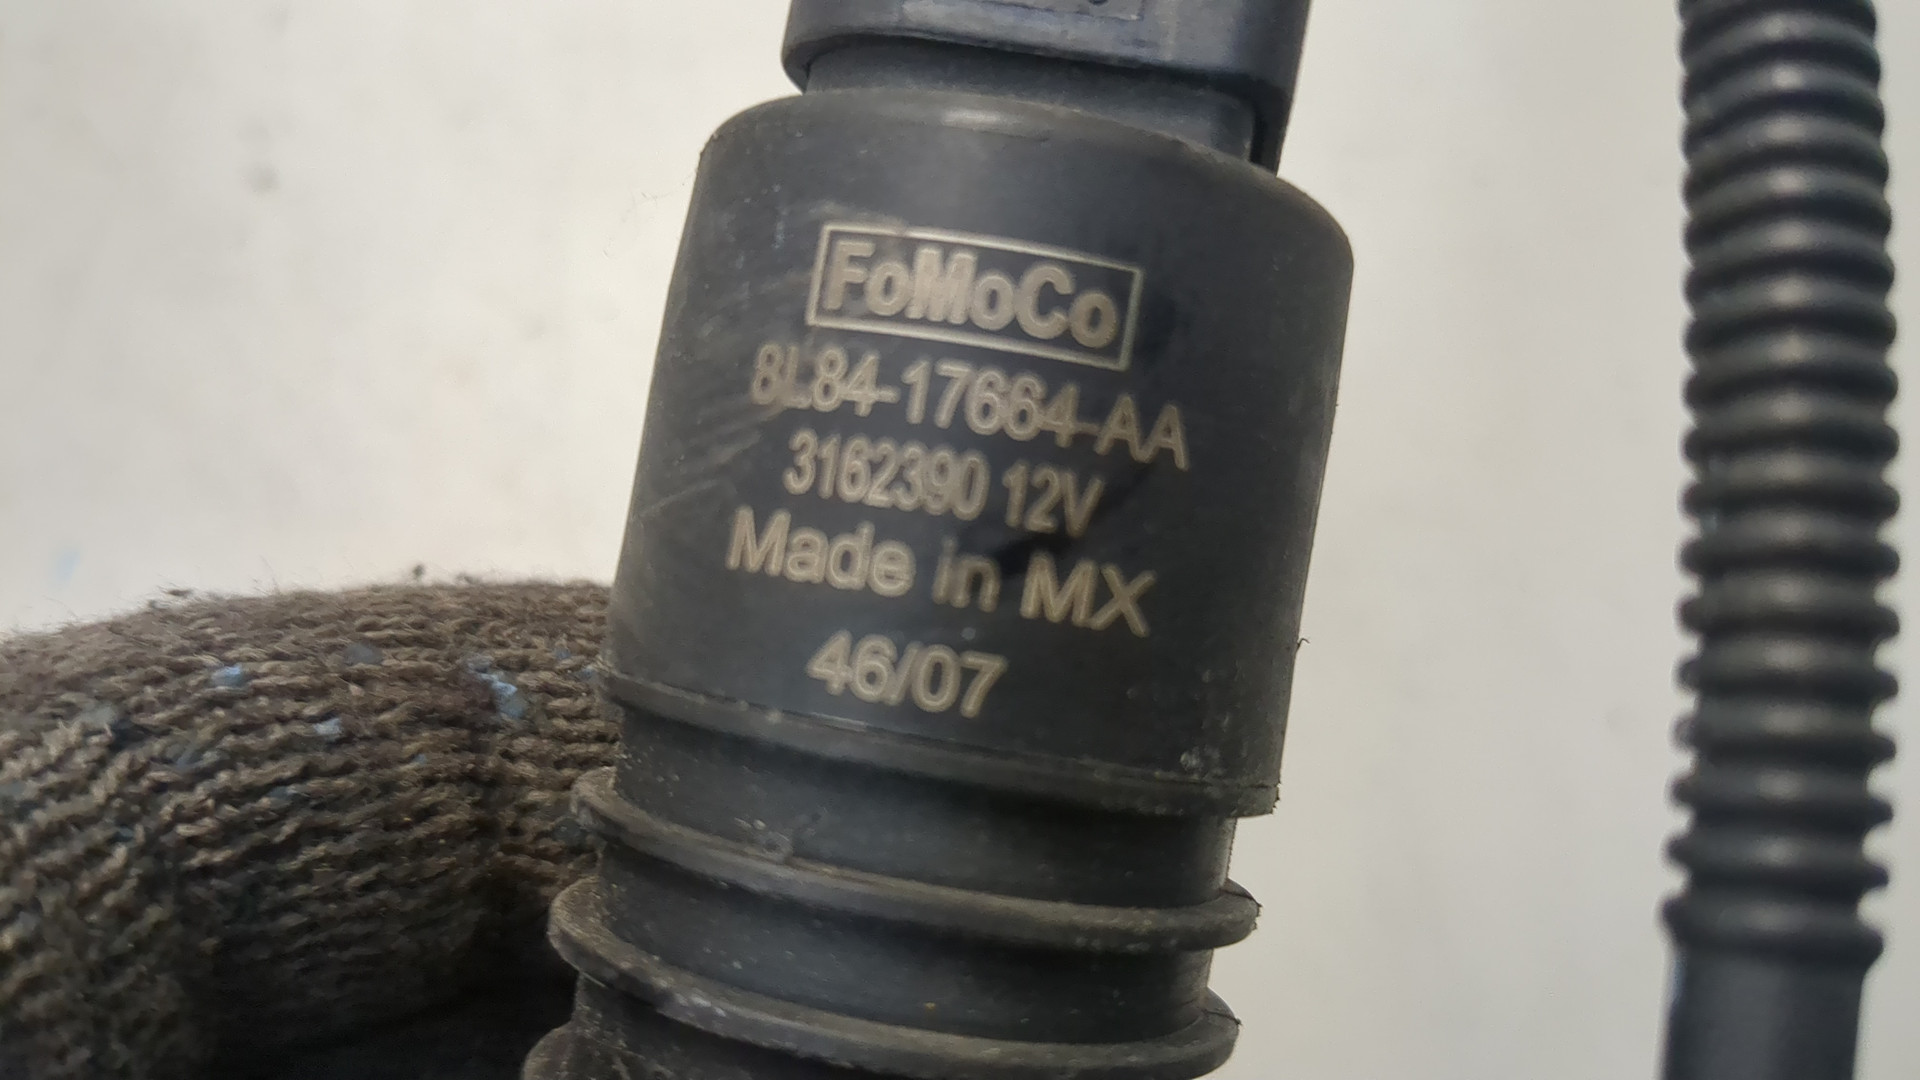 FoMoCo
8L84-17664-AA
3162390 12V
Made in MX
46/07